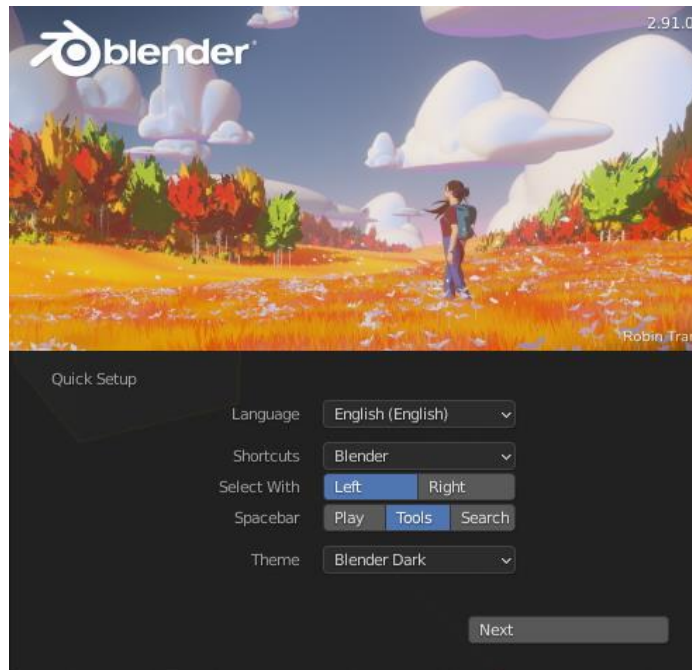 blender
2.91.0
Robin Tran
Quick Setup
Language English (English)
Shortcuts Blender
Select With Left Right
Spacebar Play Tools Search
Theme Blender Dark
Next